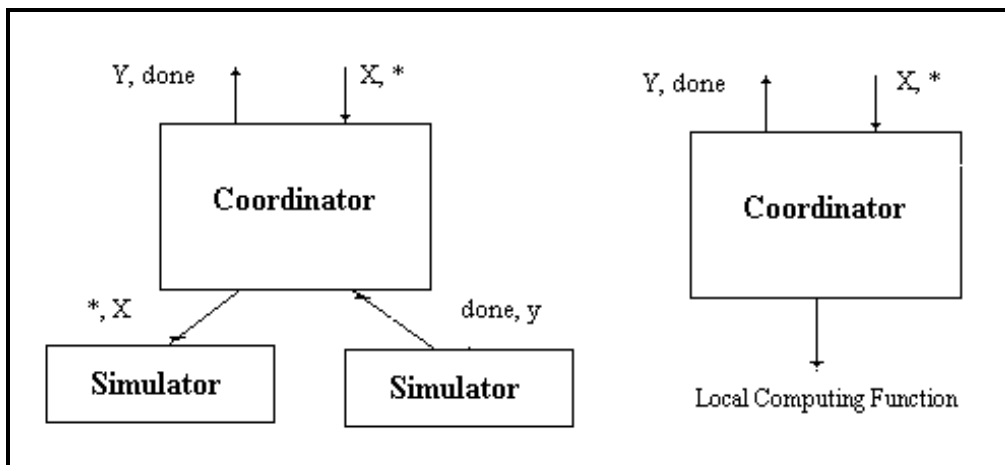 Y, done
X, *
Coordinator
*, X
done, y
Simulator
Simulator
Y, done
X, *
Coordinator
Local Computing Function